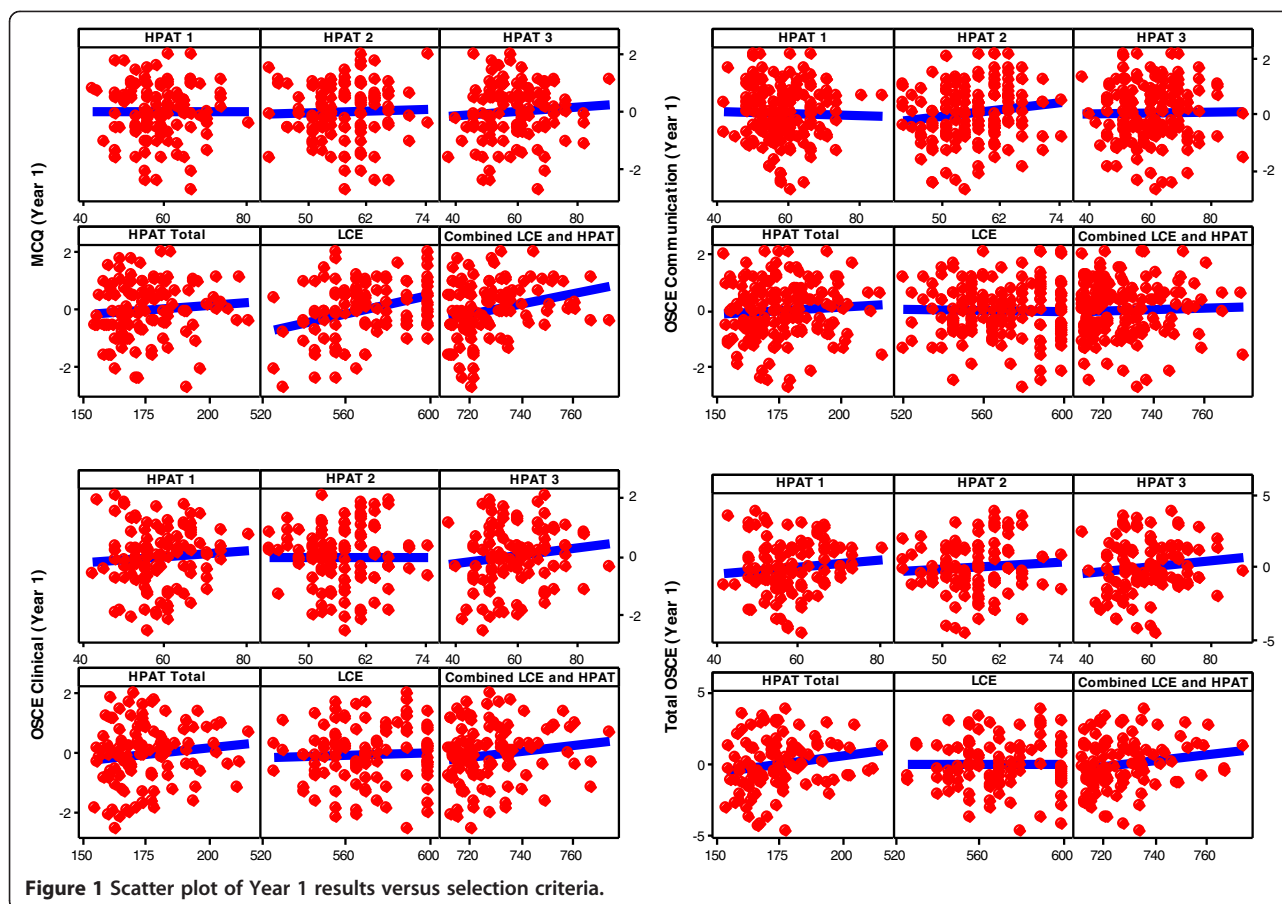 HPAT 1 HPAT 2 HPAT 3
2
0
-2
40 60 80 50 62 74 40 60 80
HPAT Total LCE Combined LCE and HPAT
2
0
-2
150 175 200 520 560 600 720 740 760
MCQ (Year 1)
HPAT 1 HPAT 2 HPAT 3
2
0
-2
40 60 80 50 62 74 40 60 80
HPAT Total LCE Combined LCE and HPAT
2
0
-2
150 175 200 520 560 600 720 740 760
OSCE Communication (Year 1)
HPAT 1 HPAT 2 HPAT 3
2
0
-2
40 60 80 50 62 74 40 60 80
HPAT Total LCE Combined LCE and HPAT
2
0
-2
150 175 200 520 560 600 720 740 760
OSCE Clinical (Year 1)
HPAT 1 HPAT 2 HPAT 3
5
0
-5
40 60 80 50 62 74 40 60 80
HPAT Total LCE Combined LCE and HPAT
5
0
-5
150 175 200 520 560 600 720 740 760
Total OSCE (Year 1)
Figure 1 Scatter plot of Year 1 results versus selection criteria.